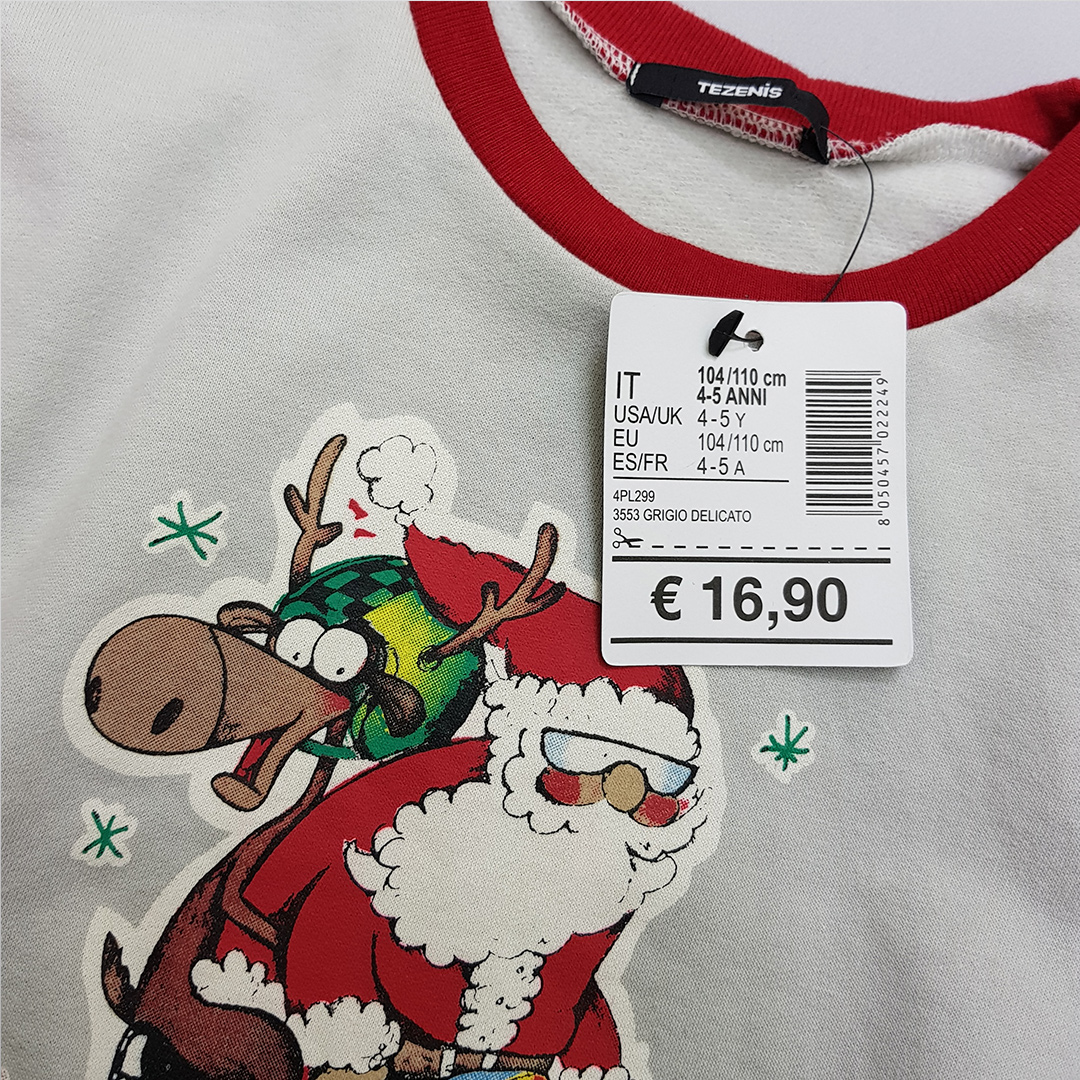 TEZENIS
IT 104/110 cm
4-5 ANNI
USA/UK 4-5 Y
EU 104/110 cm
ES/FR 4-5 A
4PL299
3553 GRIGIO DELICATO
€ 16,90
8 050457 022249